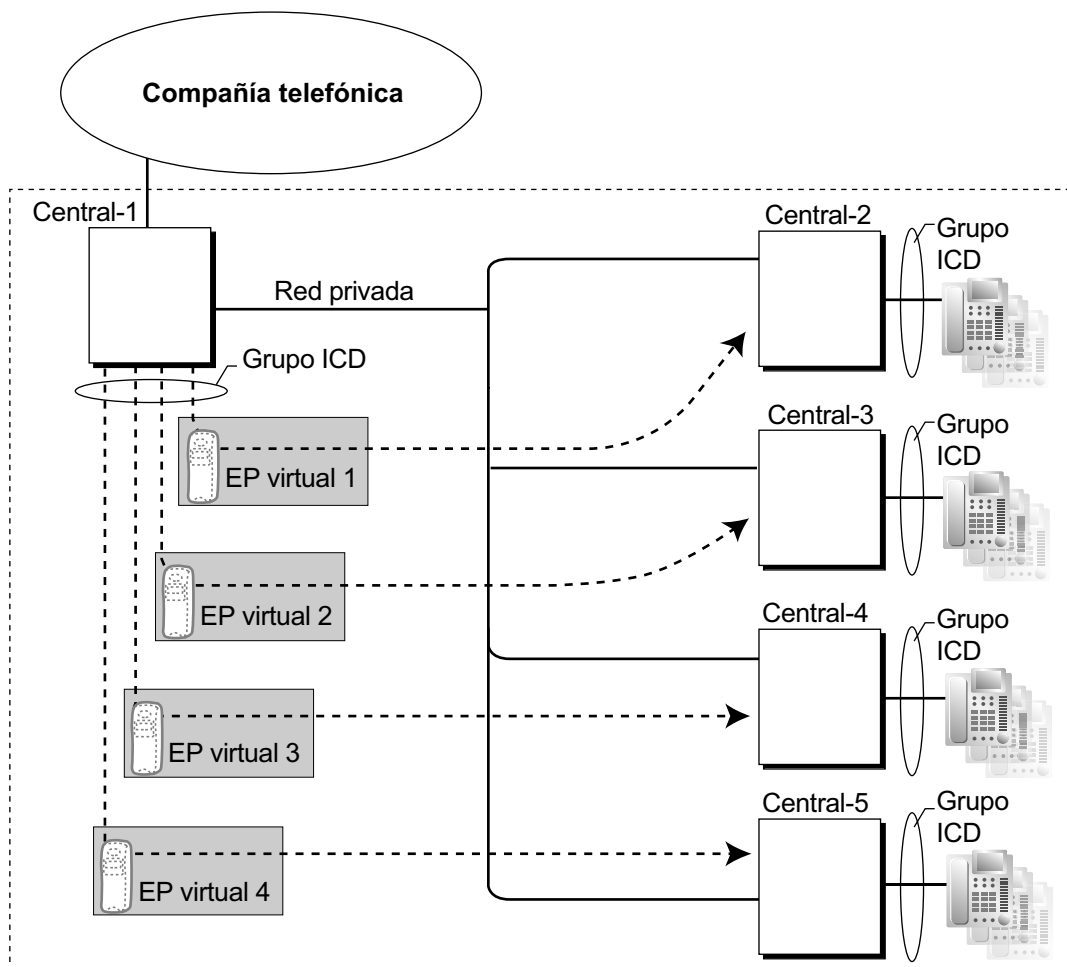 Compañía telefónica
Central-1
Central-2
Grupo
ICD
Red privada
Grupo ICD
Central-3
Grupo
ICD
EP virtual 1
EP virtual 2
Central-4
Grupo
ICD
EP virtual 3
Central-5
Grupo
ICD
EP virtual 4